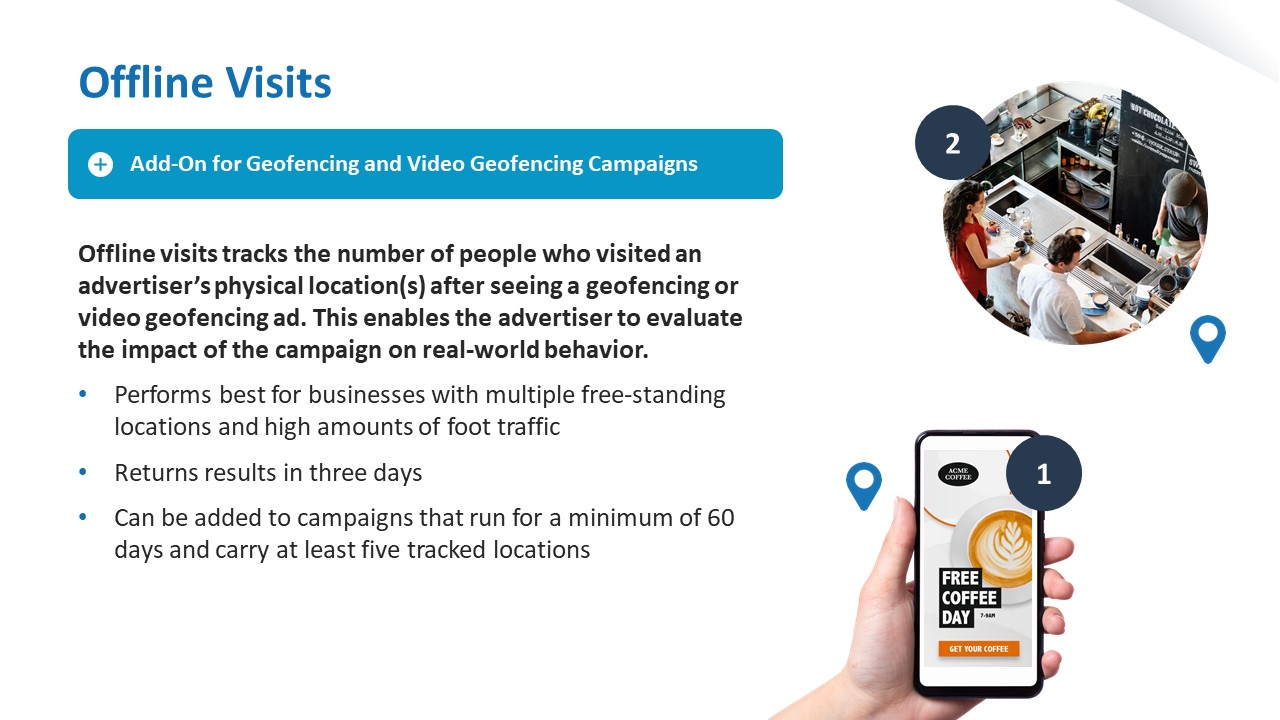 Offline Visits
Add-On for Geofencing and Video Geofencing Campaigns
Offline visits tracks the number of people who visited an
advertiser's physical location(s) after seeing a geofencing or
video geofencing ad. This enables the advertiser to evaluate
the impact of the campaign on real-world behavior.
• Performs best for businesses with multiple free-standing
locations and high amounts of foot traffic
• Returns results in three days
• Can be added to campaigns that run for a minimum of 60
days and carry at least five tracked locations
2
HOT CHOCOLATE
1
ACME
COFFEE
FREE
COFFEE
DAY 7-9AM
GET YOUR COFFEE